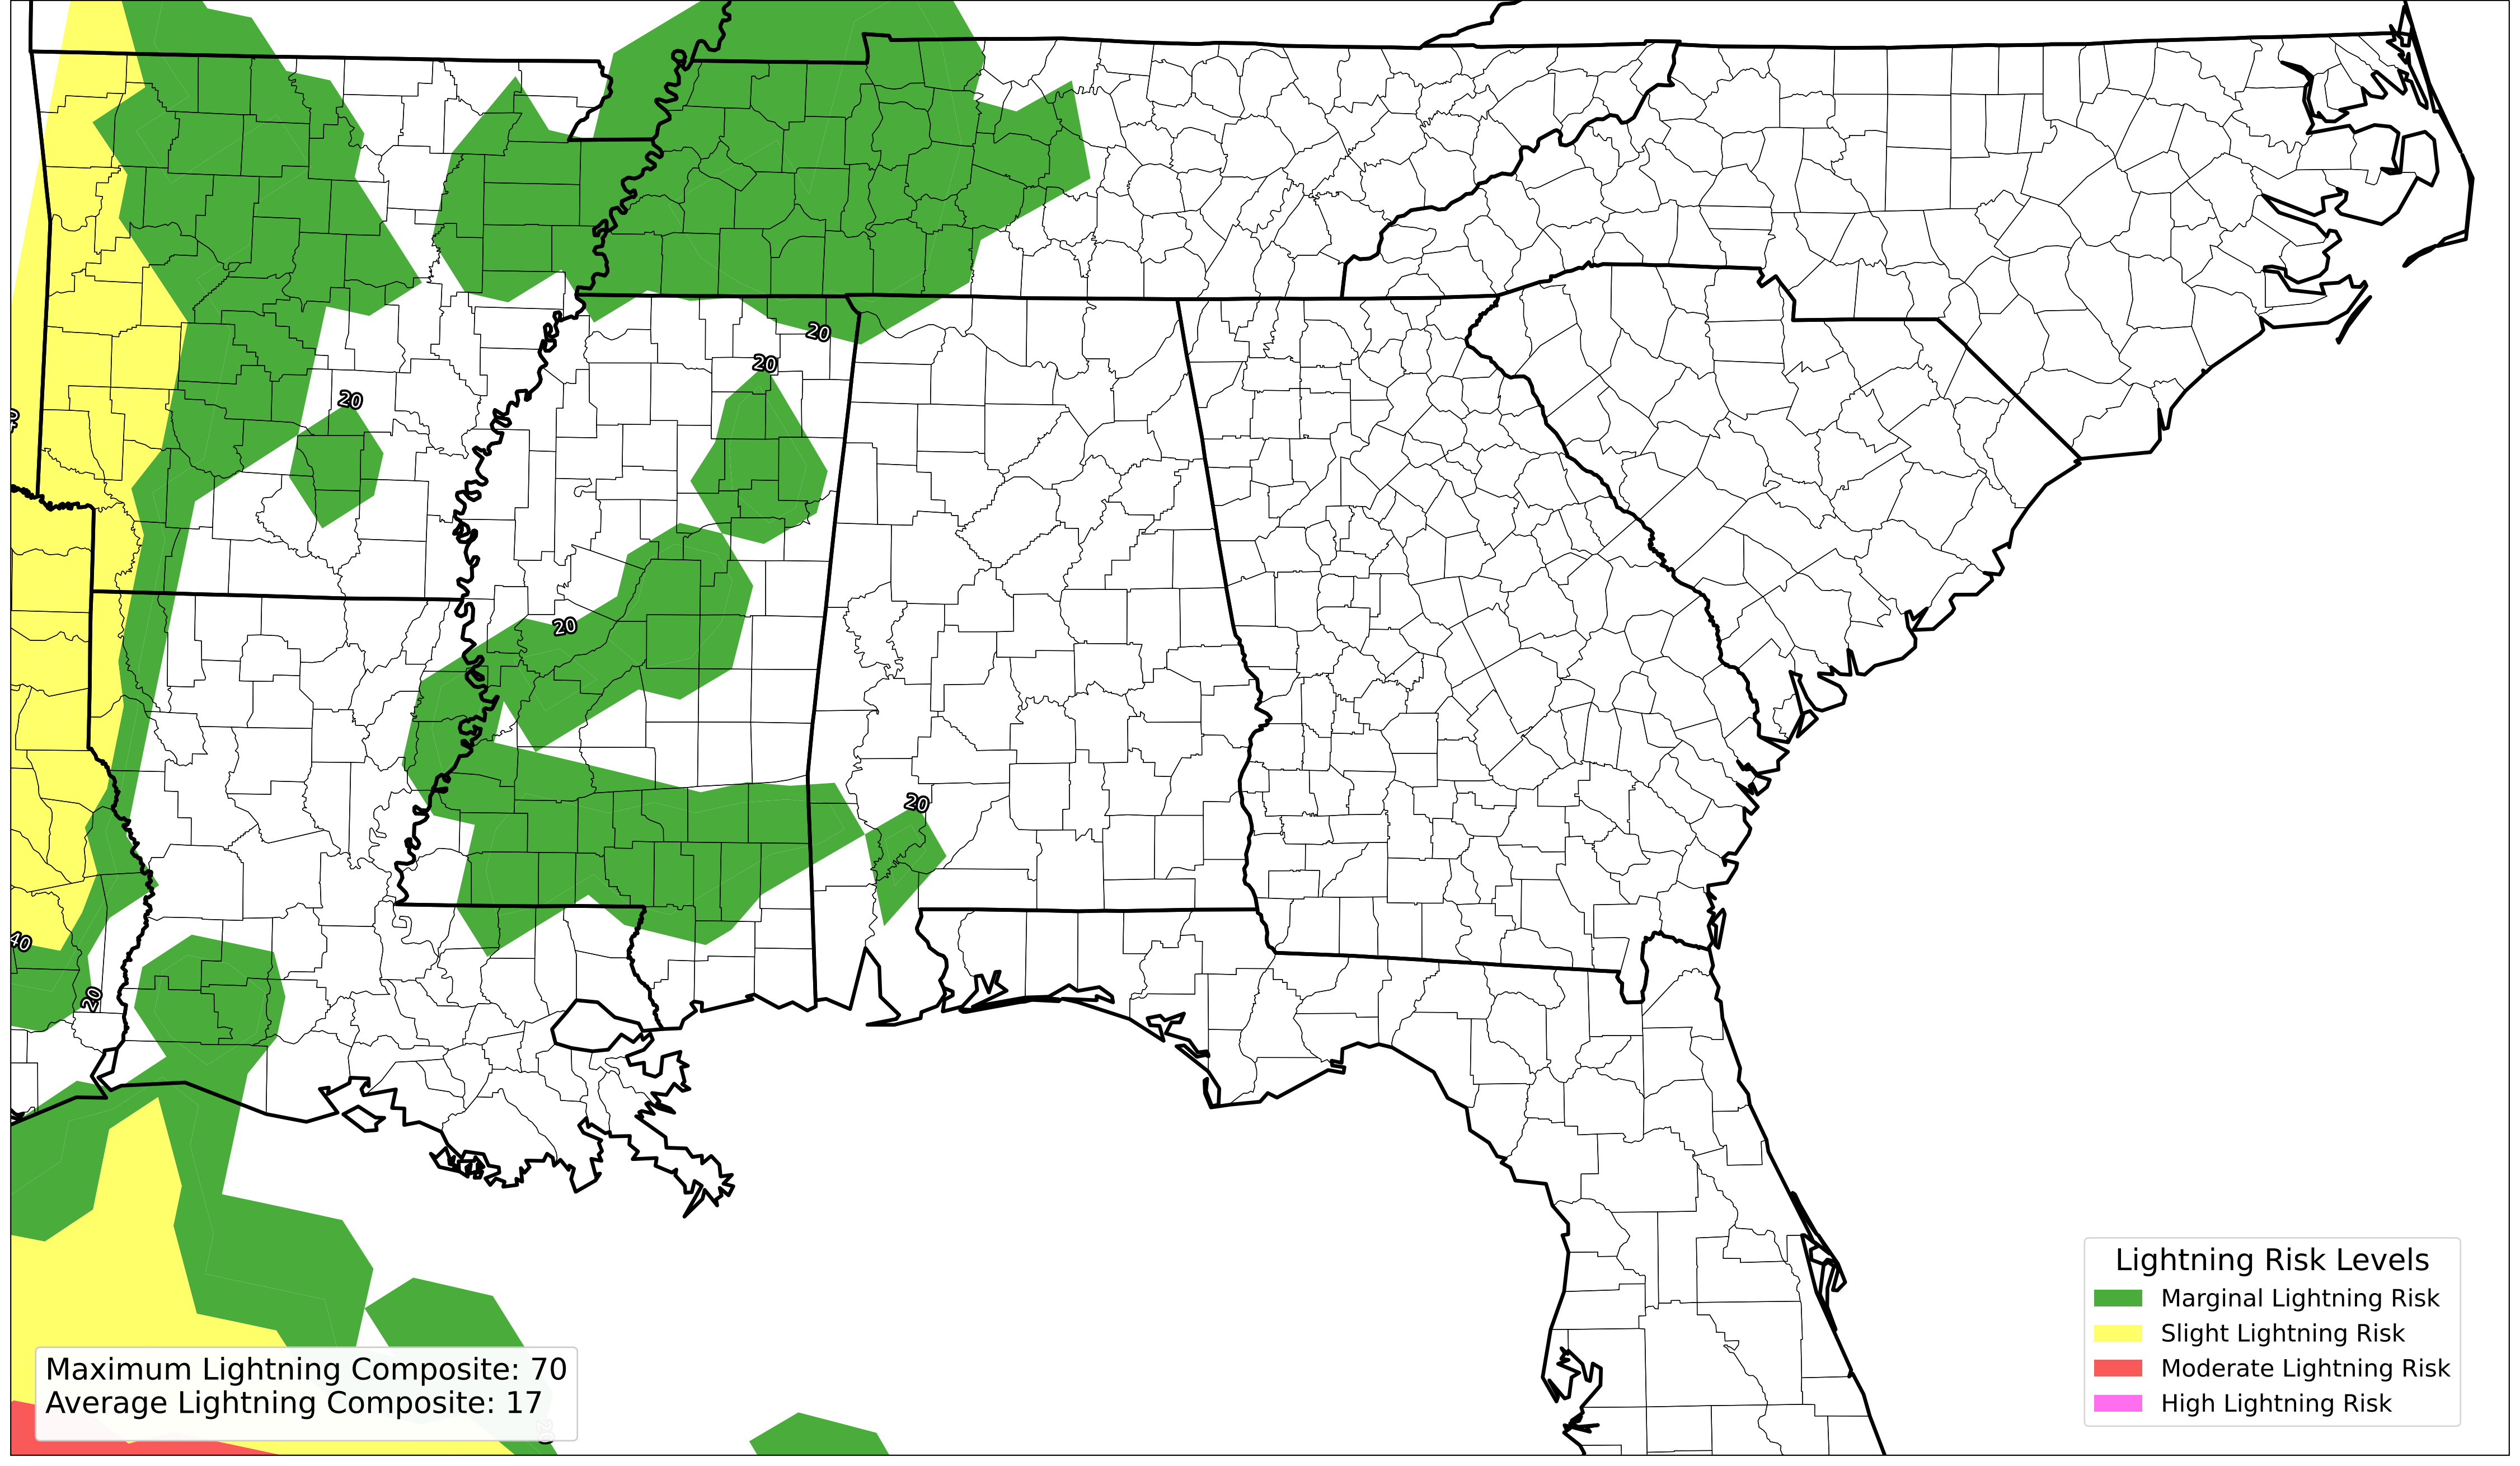 20
20
20
20
20
40
20
Maximum Lightning Composite: 70
Average Lightning Composite: 17
Lightning Risk Levels
Marginal Lightning Risk
Slight Lightning Risk
Moderate Lightning Risk
High Lightning Risk